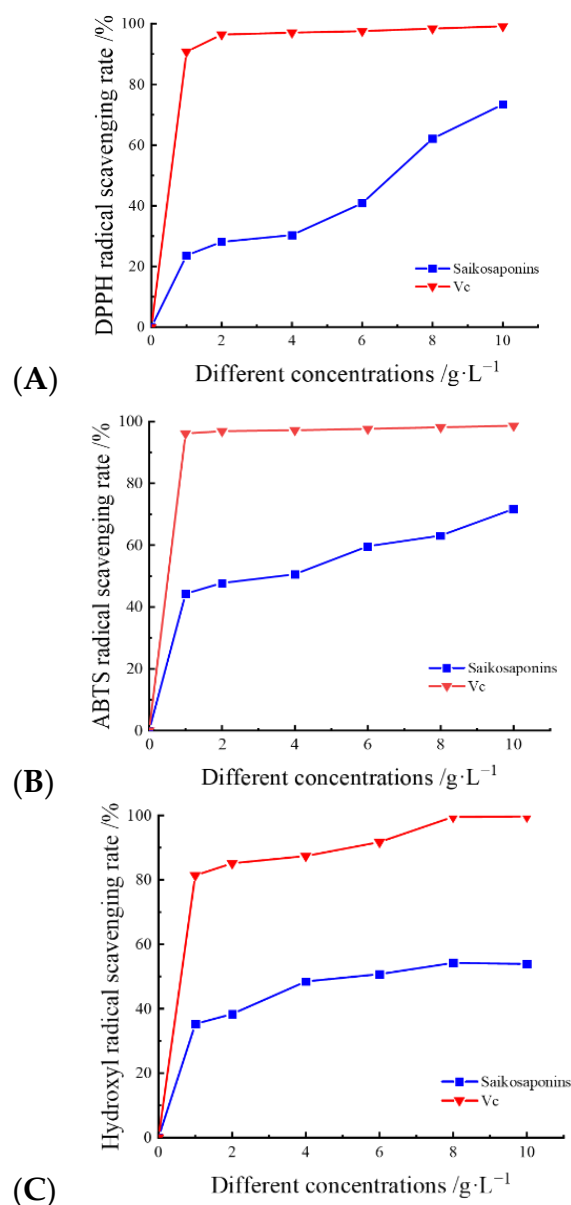 DPPH radical scavenging rate /%
100
80
60
40
20
0
Saikosaponins
Vc
0 2 4 6 8 10
Different concentrations /g·L⁻¹
(A)
ABTS radical scavenging rate /%
100
80
60
40
20
0
Saikosaponins
Vc
0 2 4 6 8 10
Different concentrations /g·L⁻¹
(B)
Hydroxyl radical scavenging rate /%
100
80
60
40
20
0
Saikosaponins
Vc
0 2 4 6 8 10
Different concentrations /g·L⁻¹
(C)